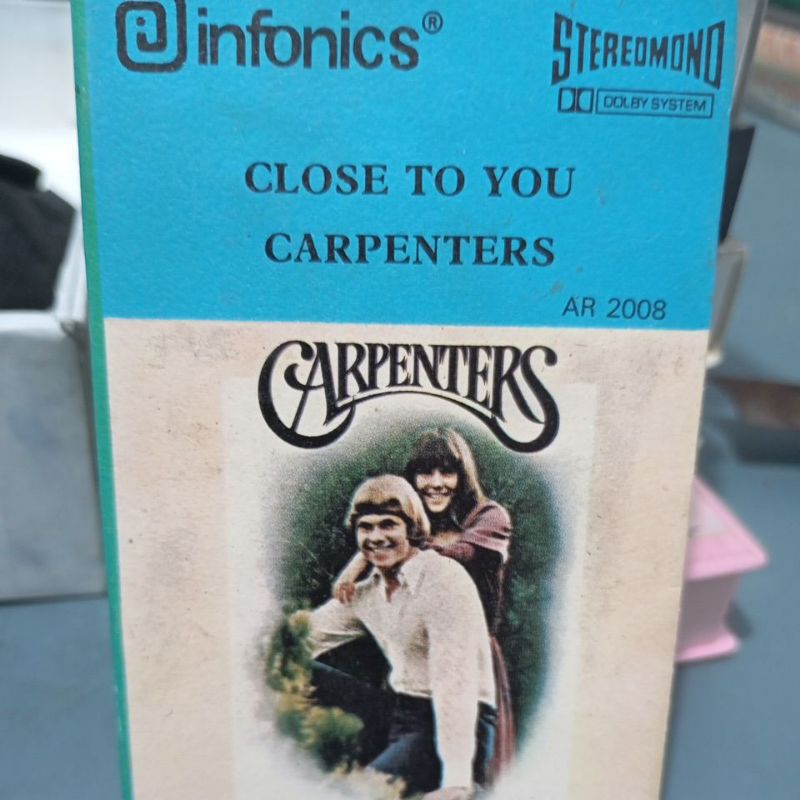 infonics®
STEREOMONO
DOLBY SYSTEM
CLOSE TO YOU
CARPENTERS
AR 2008
CARPENTERS